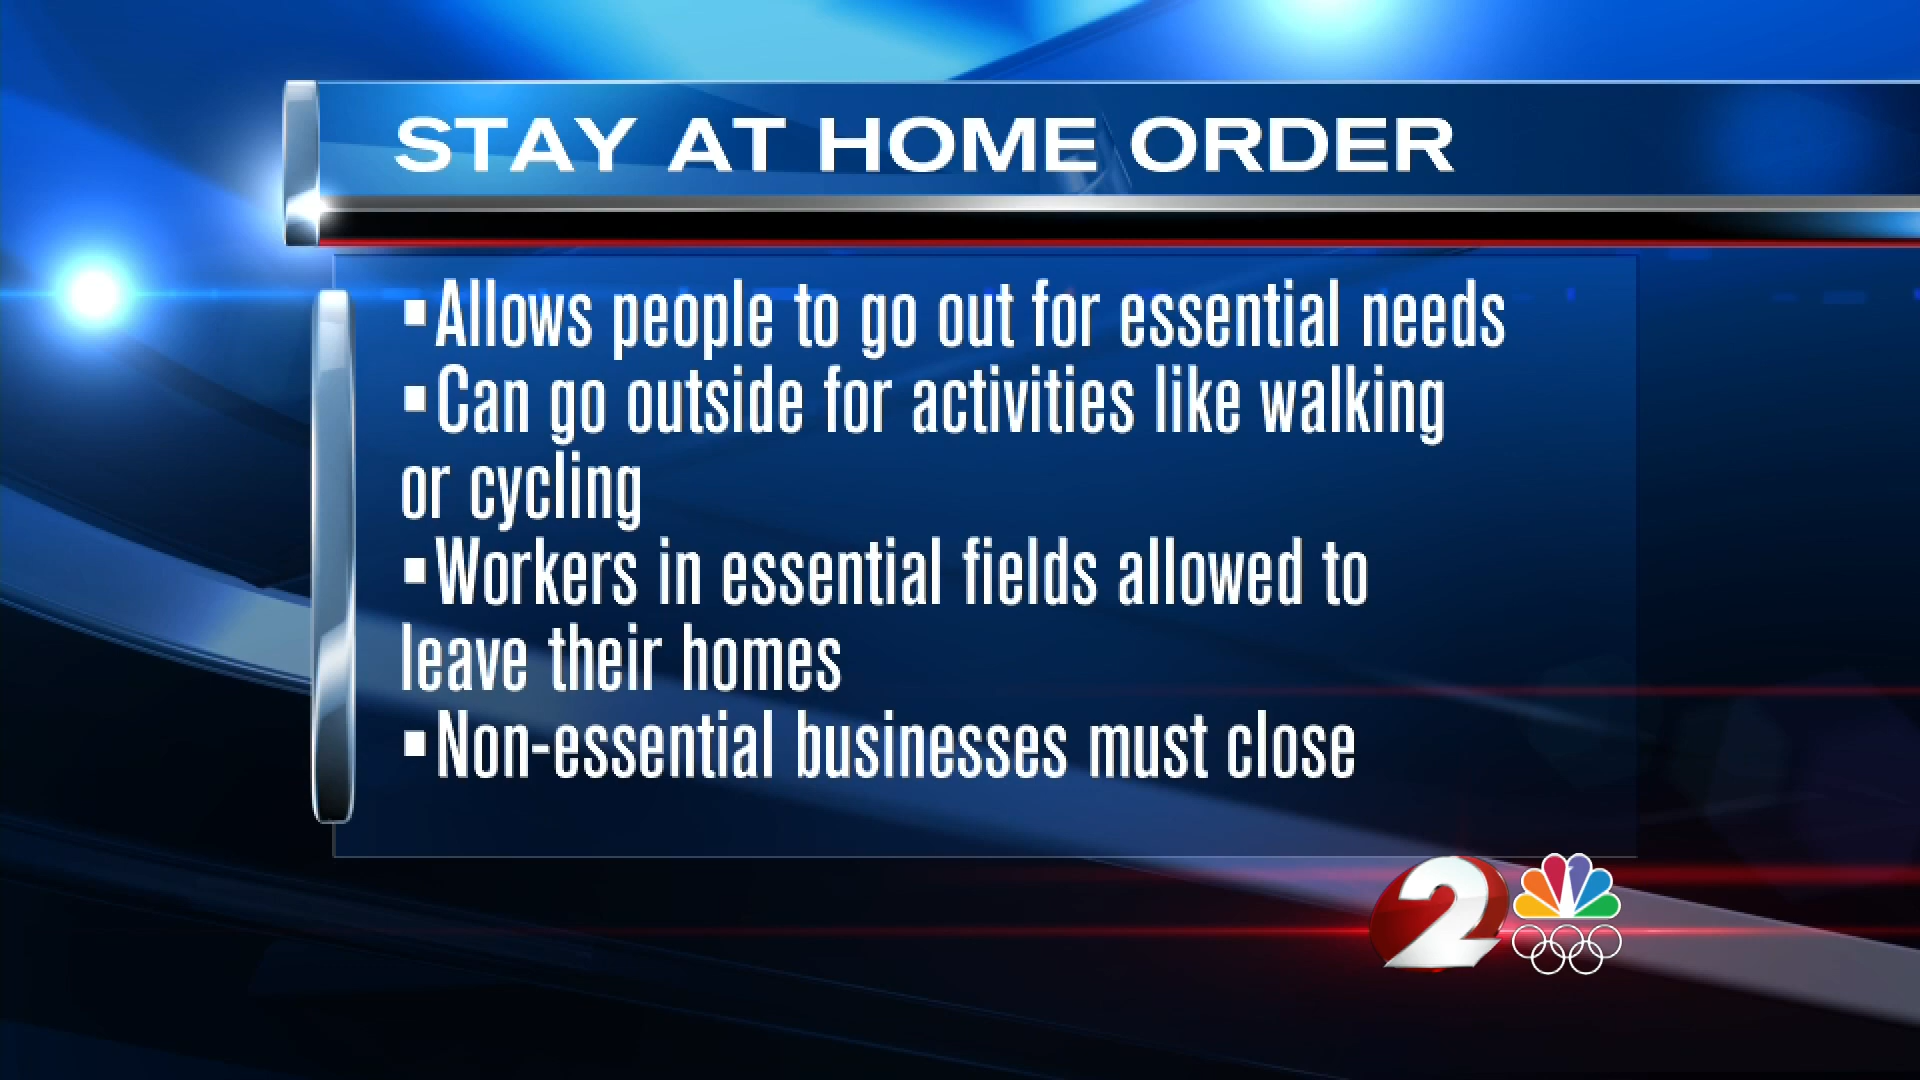 STAY AT HOME ORDER
▪Allows people to go out for essential needs
▪Can go outside for activities like walking
or cycling
▪Workers in essential fields allowed to
leave their homes
▪Non-essential businesses must close
2